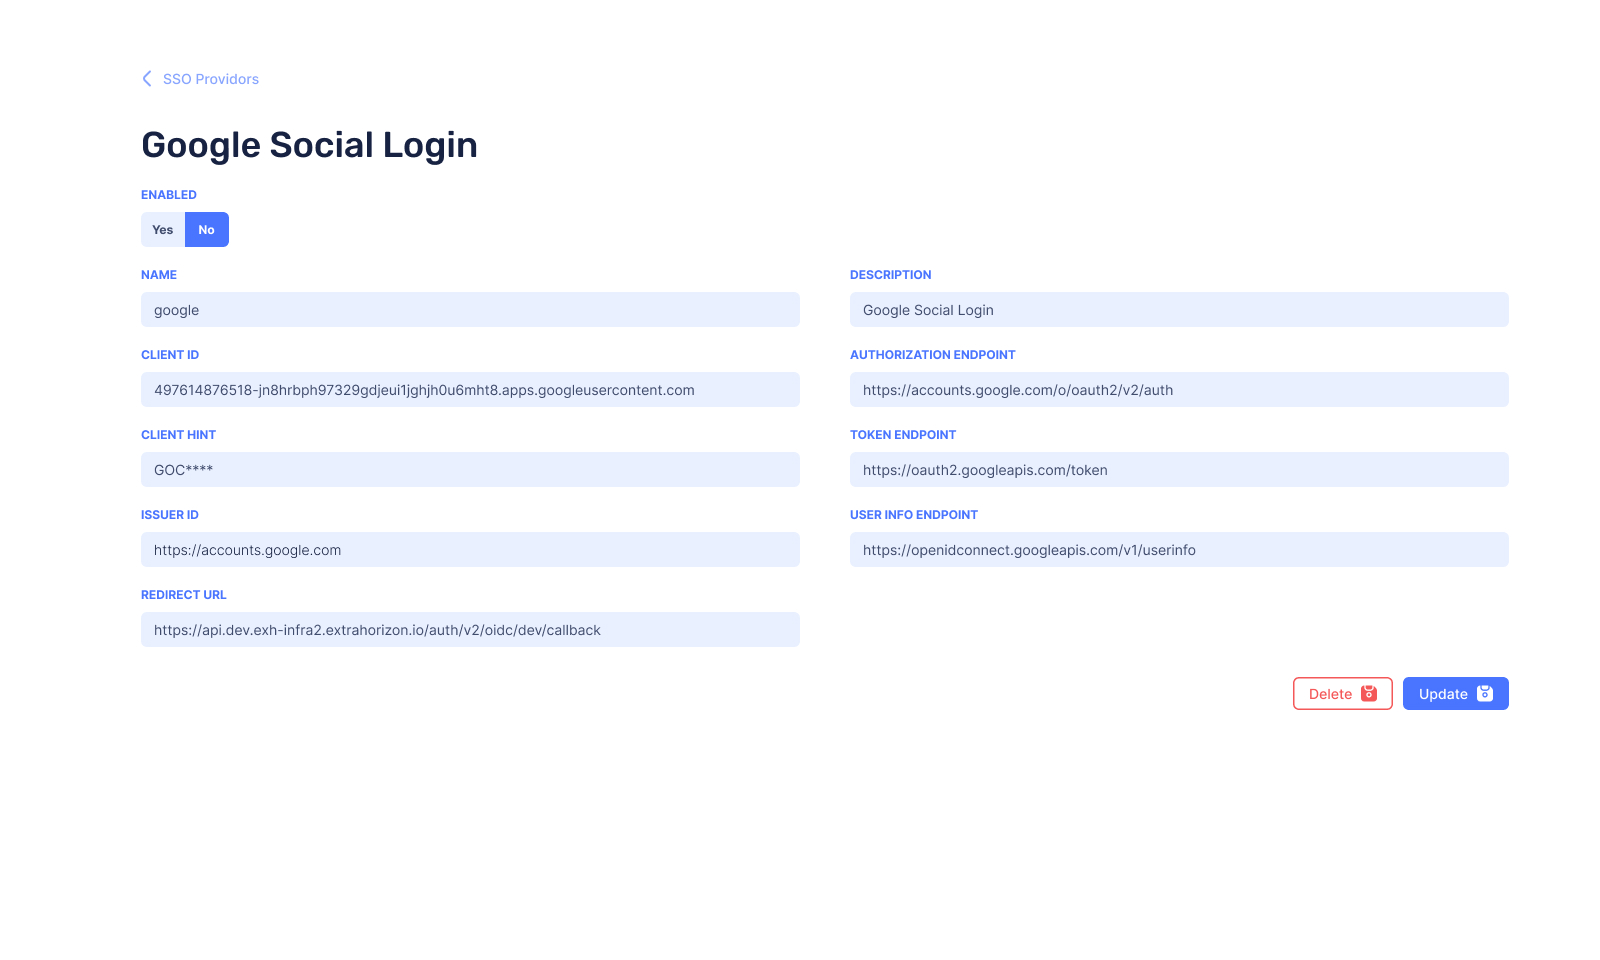 SSO Providors
Google Social Login
ENABLED
Yes No
NAME
google
DESCRIPTION
Google Social Login
CLIENT ID
497614876518-jn8hrbph97329gdjeui1jghjh0u6mht8.apps.googleusercontent.com
AUTHORIZATION ENDPOINT
https://accounts.google.com/o/oauth2/v2/auth
CLIENT HINT
GOC****
TOKEN ENDPOINT
https://oauth2.googleapis.com/token
ISSUER ID
https://accounts.google.com
USER INFO ENDPOINT
https://openidconnect.googleapis.com/v1/userinfo
REDIRECT URL
https://api.dev.exh-infra2.extrahorizon.io/auth/v2/oidc/dev/callback
Delete
Update